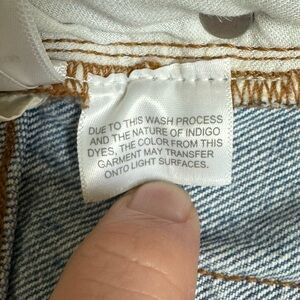 DUE TO THIS WASH PROCESS
AND THE NATURE OF INDIGO
DYES, THE COLOR FROM THIS
GARMENT MAY TRANSFER
ONTO LIGHT SURFACES.